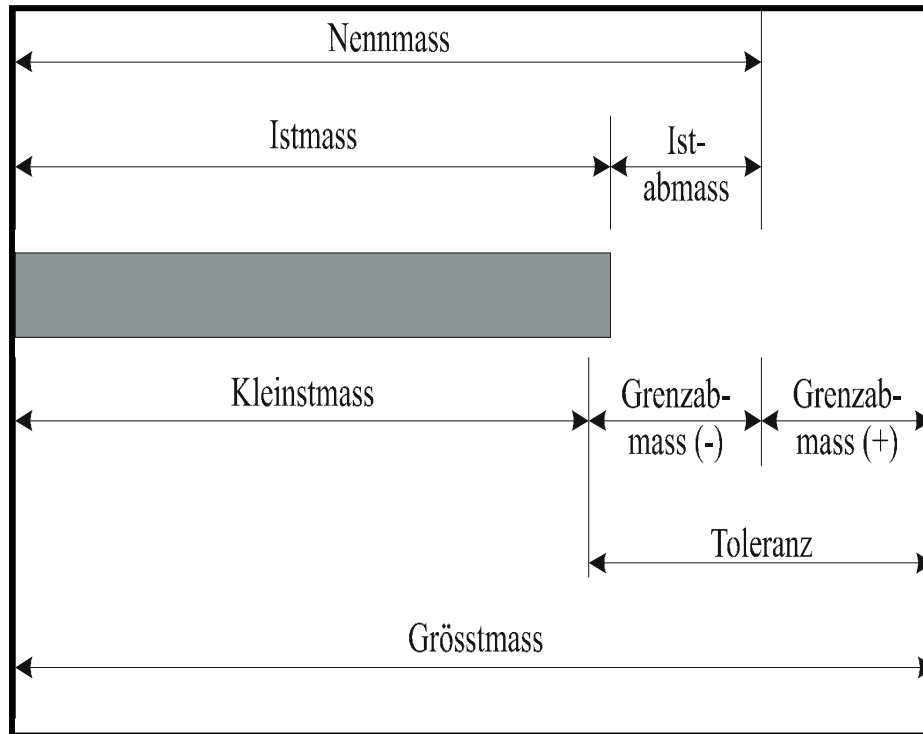 Nennmass
Istmass
Ist-
abmass
Kleinstmass
Grenzab-
mass (-)
Grenzab-
mass (+)
Toleranz
Grösstmass